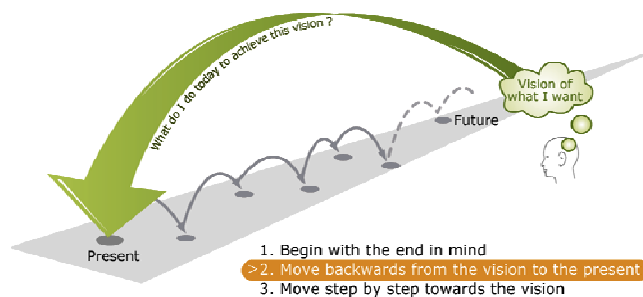 What do I do today to achieve this vision ?
Vision of
what I want
Future
Present
1. Begin with the end in mind
>2. Move backwards from the vision to the present
3. Move step by step towards the vision